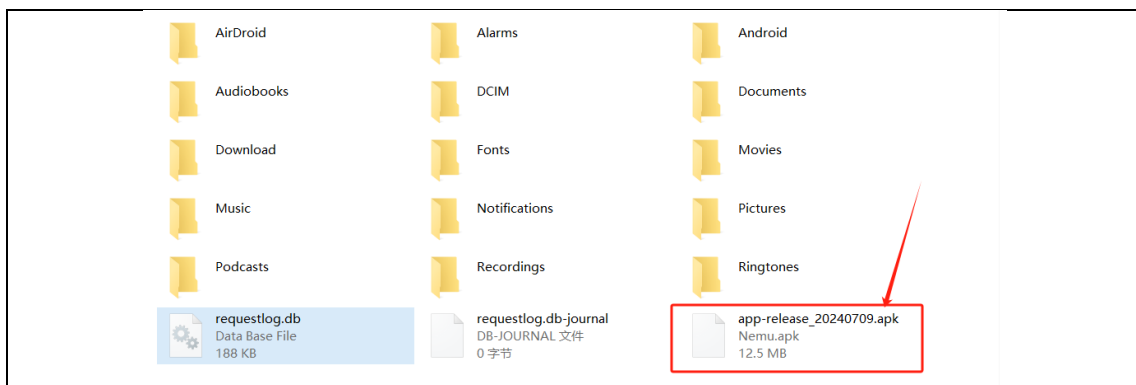 AirDroid
Alarms
Android
Audiobooks
DCIM
Documents
Download
Fonts
Movies
Music
Notifications
Pictures
Podcasts
Recordings
Ringtones
requestlog.db
Data Base File
188 KB
requestlog.db-journal
DB-JOURNAL 文件
0 字节
app-release_20240709.apk
Nemu.apk
12.5 MB